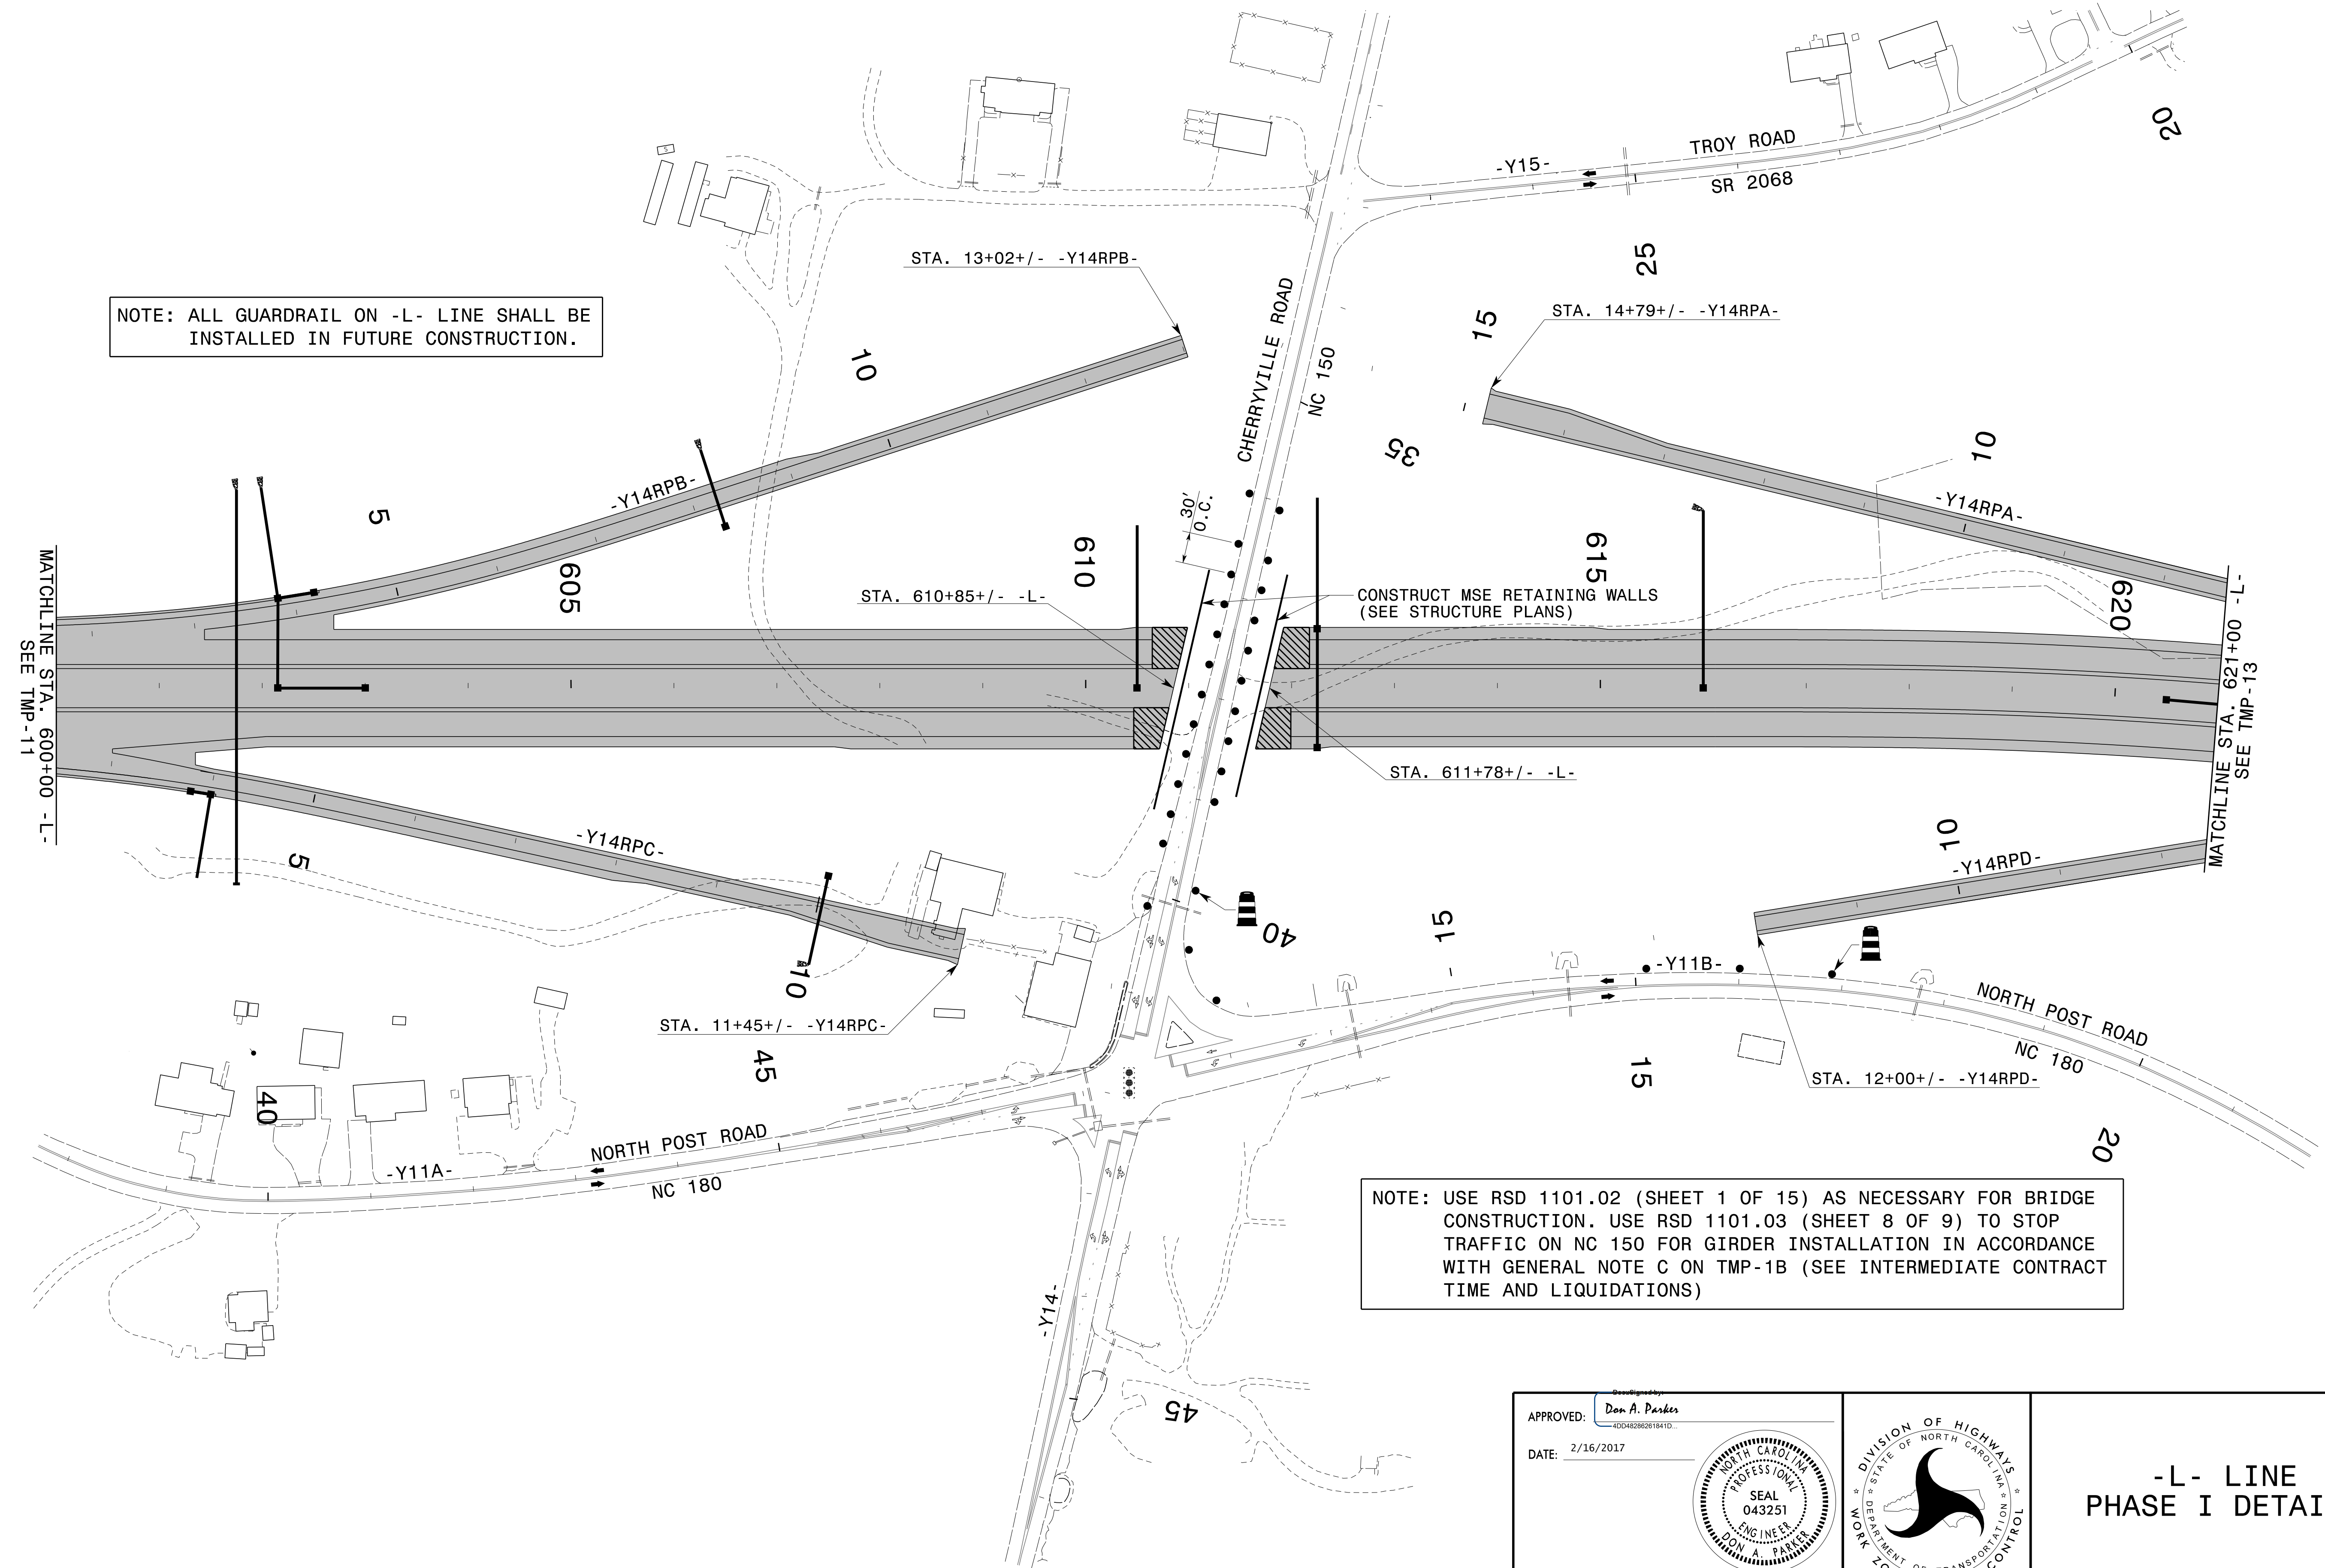 20
TROY ROAD
-Y15-
SR 2068
25
STA. 13+02+/- -Y14RPB-
STA. 14+79+/- -Y14RPA-
15
NOTE: ALL GUARDRAIL ON -L- LINE SHALL BE
INSTALLED IN FUTURE CONSTRUCTION.
10
CHERRYVILLE ROAD
NC 150
35
10
-Y14RPB-
-Y14RPA-
5
30'
O.C.
605
610
615
620
MATCHLINE STA. 600+00 -L-
SEE TMP-11
STA. 610+85+/- -L-
CONSTRUCT MSE RETAINING WALLS
(SEE STRUCTURE PLANS)
MATCHLINE STA. 621+00 -L-
SEE TMP-13
STA. 611+78+/- -L-
-Y14RPC-
5
10
-Y14RPD-
40
15
10
-Y11B-
STA. 11+45+/- -Y14RPC-
NORTH POST ROAD
NC 180
45
15
STA. 12+00+/- -Y14RPD-
40
NORTH POST ROAD
-Y11A-
NC 180
20
NOTE: USE RSD 1101.02 (SHEET 1 OF 15) AS NECESSARY FOR BRIDGE
CONSTRUCTION. USE RSD 1101.03 (SHEET 8 OF 9) TO STOP
TRAFFIC ON NC 150 FOR GIRDER INSTALLATION IN ACCORDANCE
WITH GENERAL NOTE C ON TMP-1B (SEE INTERMEDIATE CONTRACT
TIME AND LIQUIDATIONS)
-Y14-
45
DocuSigned by:
APPROVED: Don A. Parker
4DD48286261841D...
DATE: 2/16/2017
NORTH CAROLINA
PROFESSIONAL
SEAL
043251
ENGINEER
DON A. PARKER
DIVISION OF HIGHWAYS
STATE OF NORTH CAROLINA
DEPARTMENT OF TRANSPORTATION
WORK
CONTROL
-L- LINE
PHASE I DETAI